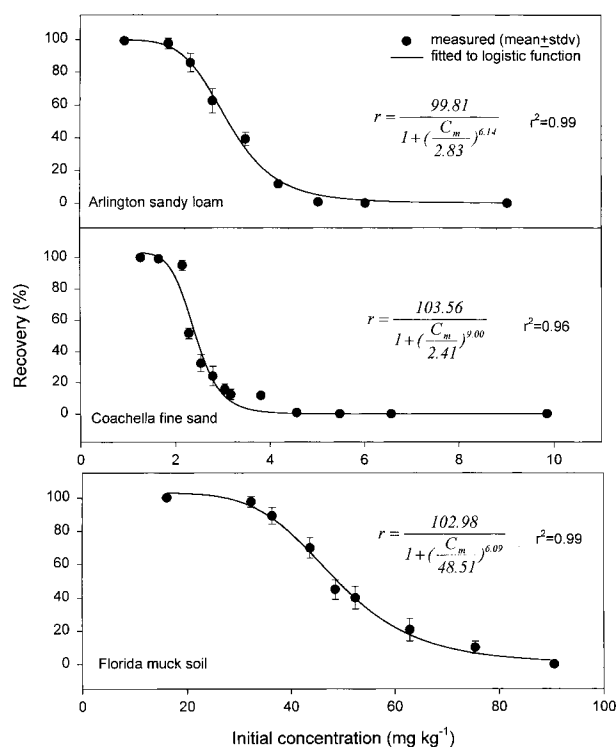 measured (mean±stdv)
fitted to logistic function
r = 99.81 / 1 + (C_m / 2.83)^6.14
r²=0.99
100
80
60
40
20
0
Arlington sandy loam
r = 103.56 / 1 + (C_m / 2.41)^9.00
r²=0.96
100
80
60
40
20
0
Coachella fine sand
0 2 4 6 8 10
Recovery (%)
r = 102.98 / 1 + (C_m / 48.51)^6.09
r²=0.99
100
80
60
40
20
0
Florida muck soil
0 20 40 60 80 100
Initial concentration (mg kg⁻¹)